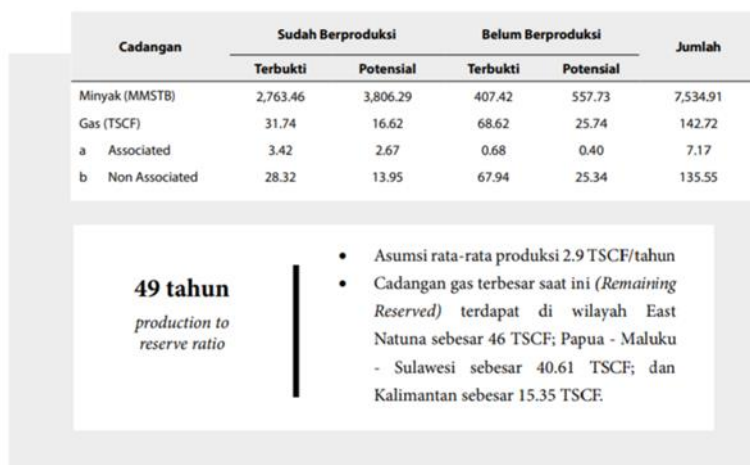 Cadangan Sudah Berproduksi Belum Berproduksi Jumlah
Terbukti Potensial Terbukti Potensial
Minyak (MMSTB) 2,763.46 3,806.29 407.42 557.73 7,534.91
Gas (TSCF) 31.74 16.62 68.62 25.74 142.72
a Associated 3.42 2.67 0.68 0.40 7.17
b Non Associated 28.32 13.95 67.94 25.34 135.55
49 tahun
production to
reserve ratio
• Asumsi rata-rata produksi 2.9 TSCF/tahun
• Cadangan gas terbesar saat ini (Remaining
Reserved) terdapat di wilayah East
Natuna sebesar 46 TSCF; Papua - Maluku
- Sulawesi sebesar 40.61 TSCF; dan
Kalimantan sebesar 15.35 TSCF.